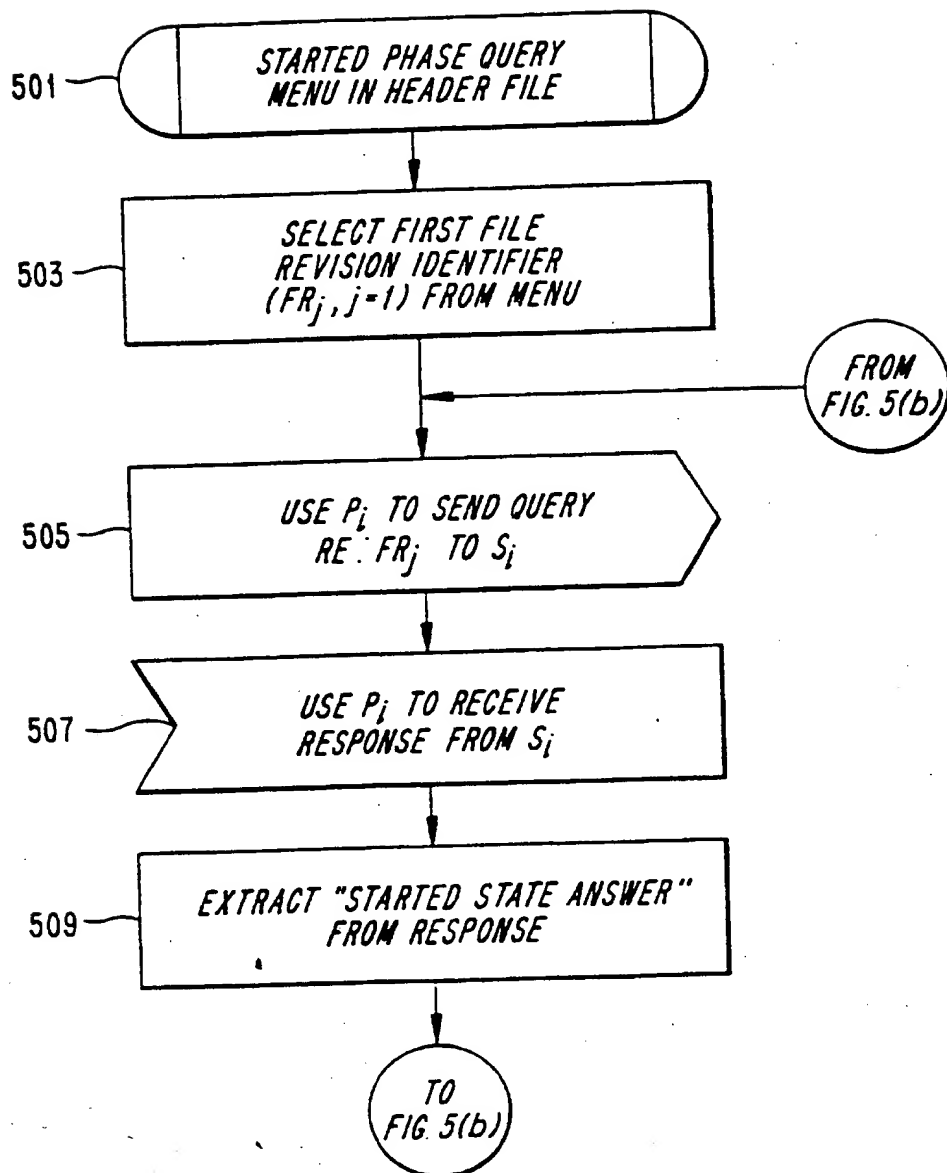 501
STARTED PHASE QUERY
MENU IN HEADER FILE
503
SELECT FIRST FILE
REVISION IDENTIFIER
(FRj, j=1) FROM MENU
FROM
FIG. 5(b)
505
USE Pi TO SEND QUERY
RE: FRj TO Si
507
USE Pi TO RECEIVE
RESPONSE FROM Si
509
EXTRACT "STARTED STATE ANSWER"
FROM RESPONSE
TO
FIG. 5(b)